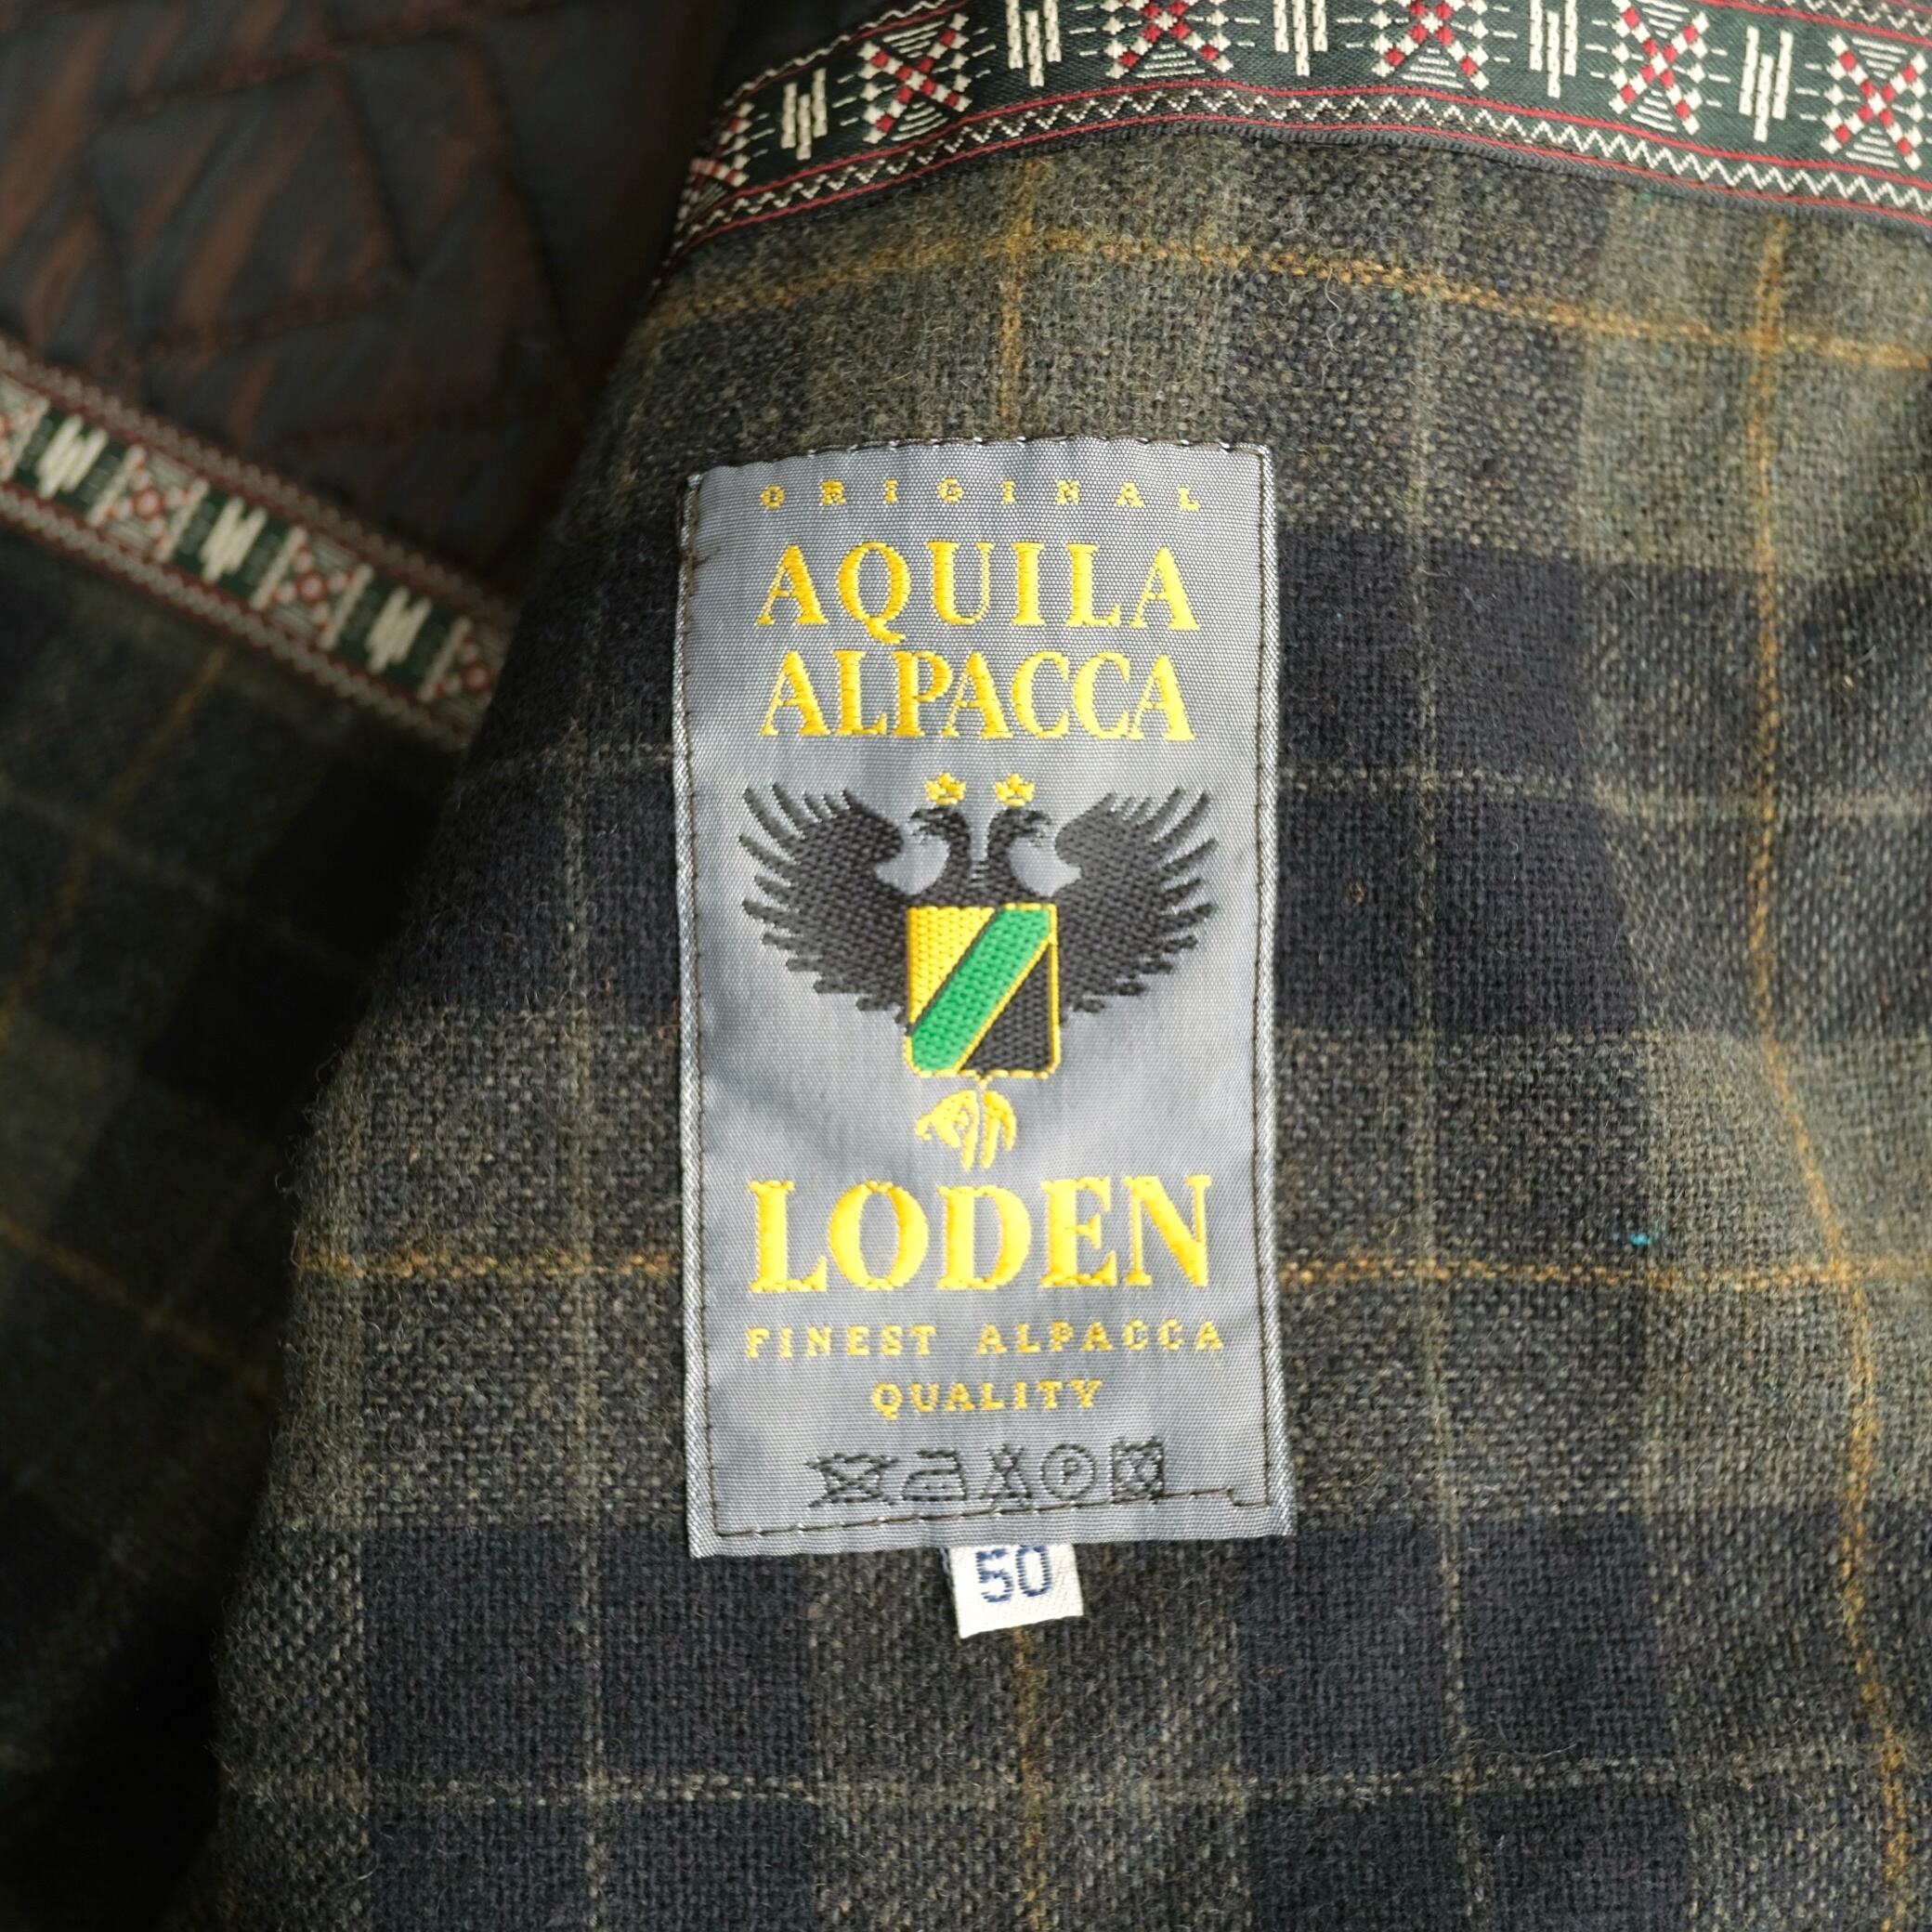 ORIGINAL
AQUILA
ALPACCA
LODEN
FINEST ALPACCA
QUALITY
P
50